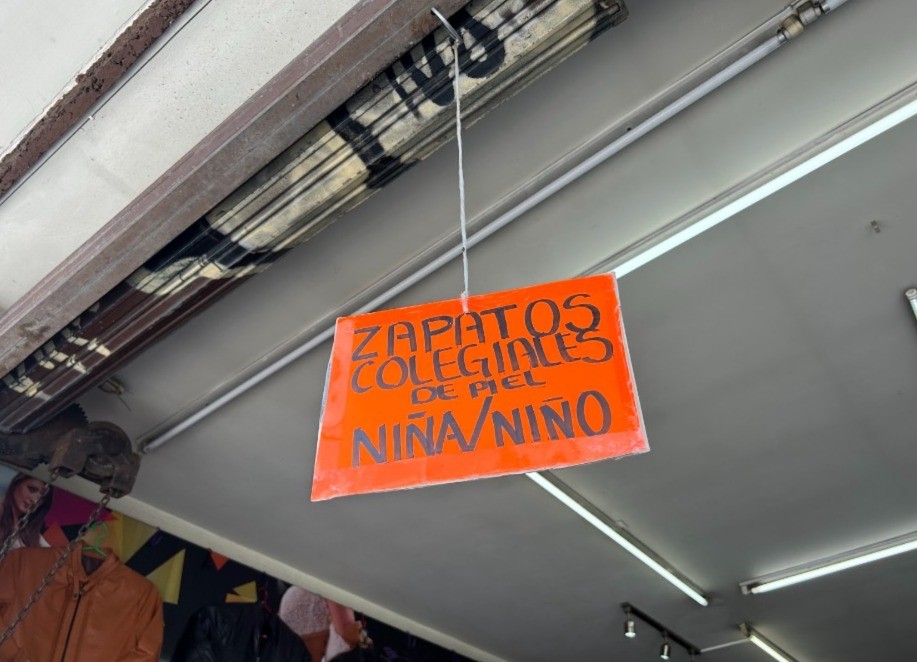 ZAPATOS
COLEGIALES
DE PIEL
NIÑA/NIÑO